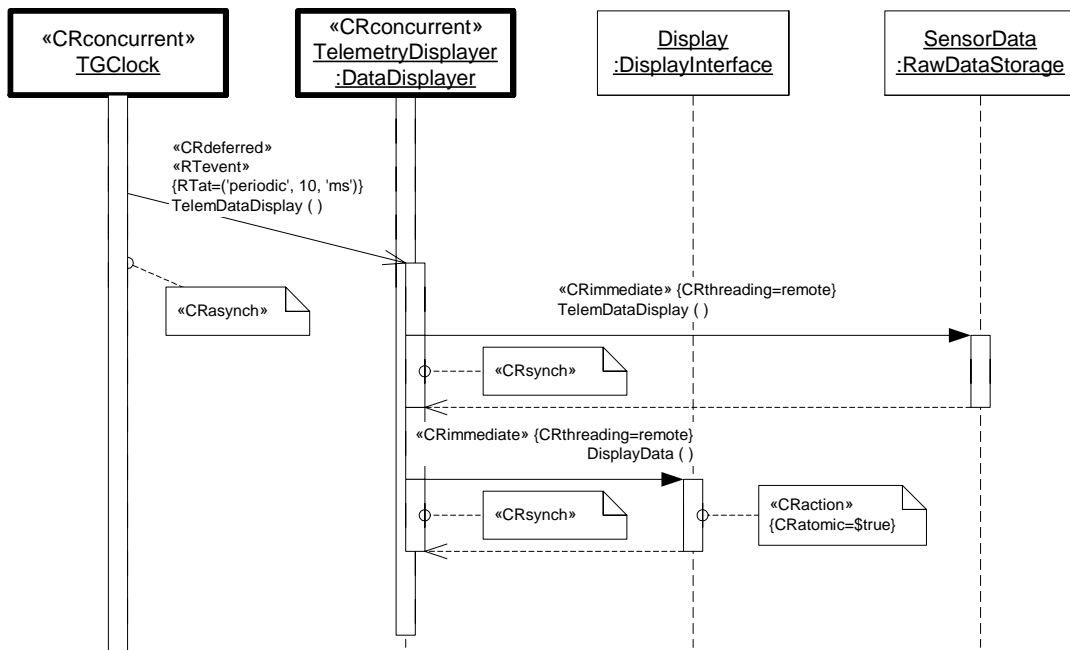 «CRconcurrent»
TGClock
«CRconcurrent»
TelemetryDisplayer
:DataDisplayer
Display
:DisplayInterface
SensorData
:RawDataStorage
«CRdeferred»
«RTevent»
{RTat=('periodic', 10, 'ms')}
TelemDataDisplay ( )
«CRasynch»
«CRimmediate» {CRthreading=remote}
TelemDataDisplay ( )
«CRsynch»
«CRimmediate» {CRthreading=remote}
DisplayData ( )
«CRsynch»
«CRaction»
{CRatomic=$true}